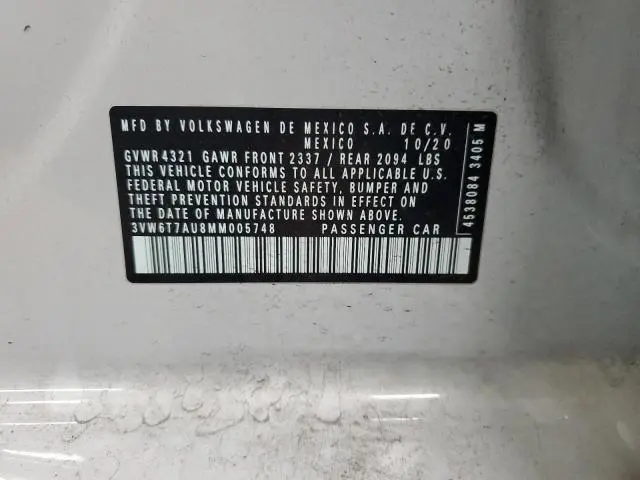 MFD BY VOLKSWAGEN DE MEXICO S.A. DE C.V.
MEXICO 10/20
GVWR 4321 GAWR FRONT 2337 / REAR 2094 LBS
THIS VEHICLE CONFORMS TO ALL APPLICABLE U.S.
FEDERAL MOTOR VEHICLE SAFETY, BUMPER AND
THEFT PREVENTION STANDARDS IN EFFECT ON
THE DATE OF MANUFACTURE SHOWN ABOVE.
3VW6T7AU8MM005748 PASSENGER CAR
4538084 3405 M